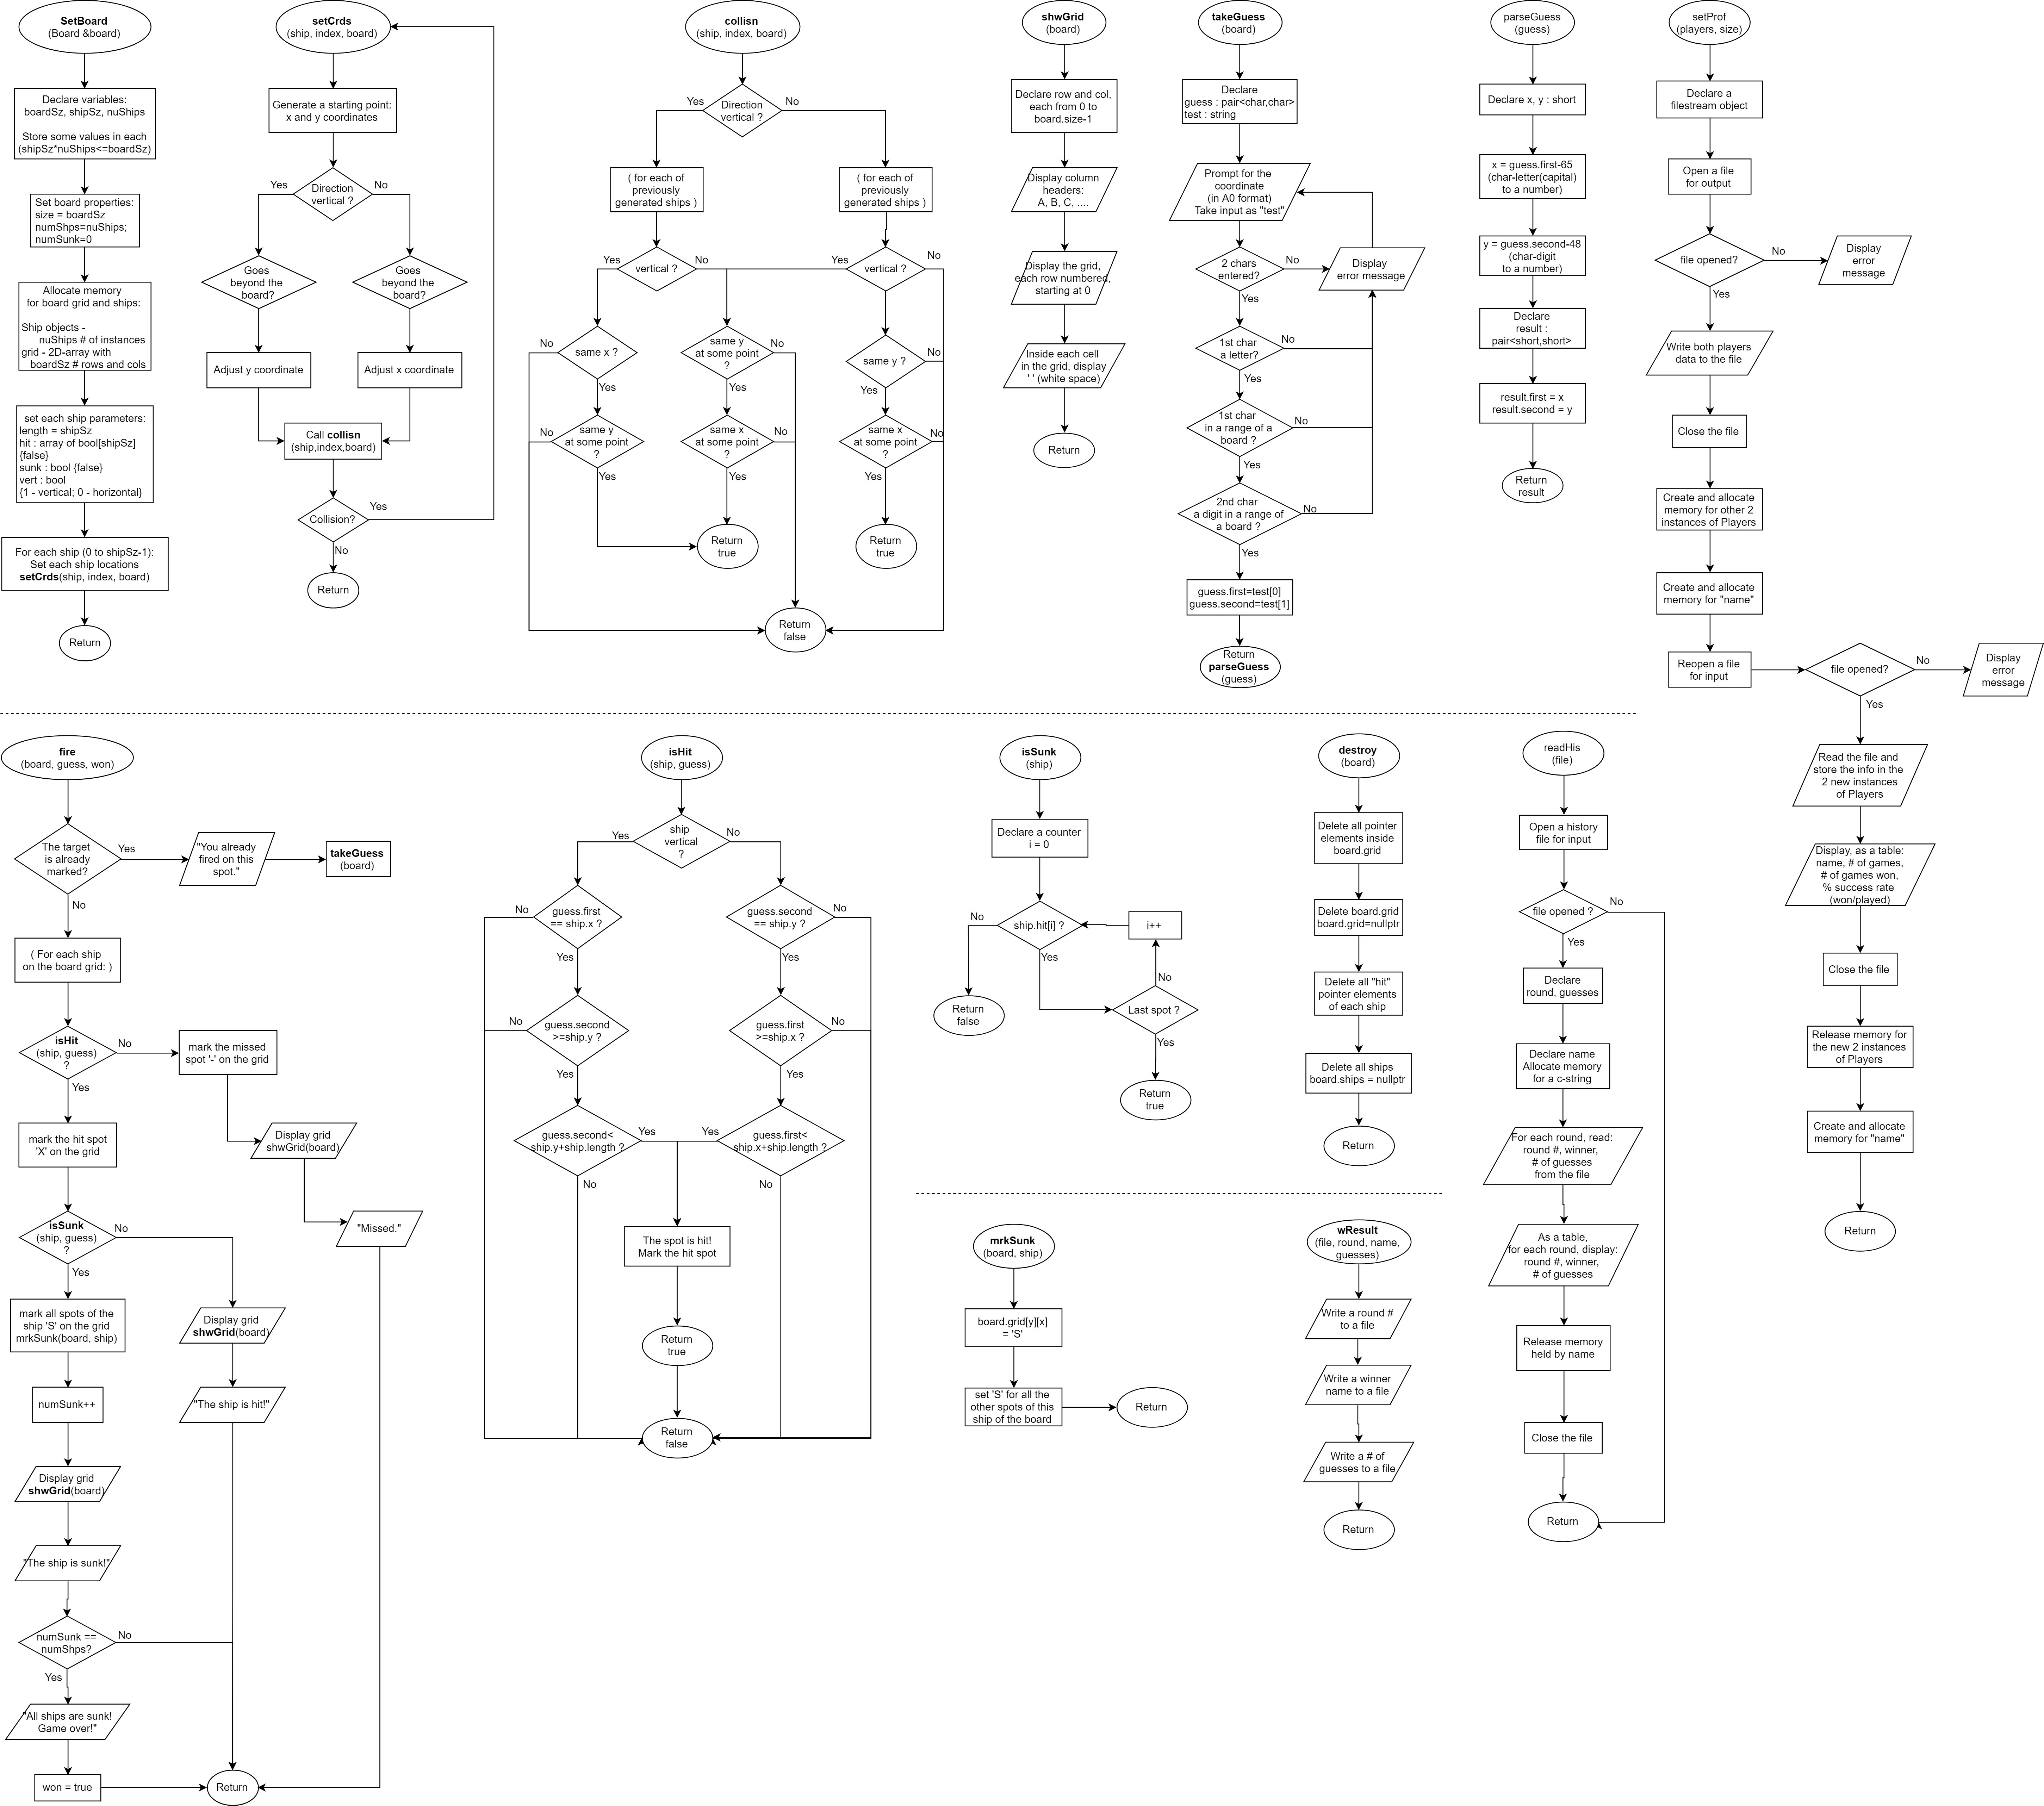 SetBoard
(Board &board)
Declare variables:
boardSz, shipSz, nuShips
Store some values in each
(shipSz*nuShips<=boardSz)
Set board properties:
size = boardSz
numShps=nuShips;
numSunk=0
Allocate memory
for board grid and ships:
Ship objects -
nuShips # of instances
grid - 2D-array with
boardSz # rows and cols
set each ship parameters:
length = shipSz
hit : array of bool[shipSz]
{false}
sunk : bool {false}
vert : bool
{1 - vertical; 0 - horizontal}
For each ship (0 to shipSz-1):
Set each ship locations
setCrds(ship, index, board)
Return
setCrds
(ship, index, board)
Generate a starting point:
x and y coordinates
Direction
vertical ?
Yes
No
Goes
beyond the
board?
Goes
beyond the
board?
Adjust y coordinate
Adjust x coordinate
Call collisn
(ship,index,board)
Collision?
Yes
No
Return
collisn
(ship, index, board)
Direction
vertical ?
Yes
No
( for each of
previously
generated ships )
( for each of
previously
generated ships )
vertical ?
Yes
No
vertical ?
Yes
No
same x ?
No
Yes
same y
at some point
?
No
Yes
same y ?
No
Yes
same y
at some point
?
No
Yes
same x
at some point
?
No
Yes
same x
at some point
?
No
Yes
Return
true
Return
true
Return
false
shwGrid
(board)
Declare row and col,
each from 0 to
board.size-1
Display column
headers:
A, B, C, ....
Display the grid,
each row numbered,
starting at 0
Inside each cell
in the grid, display
' ' (white space)
Return
takeGuess
(board)
Declare
guess : pair<char,char>
test : string
Prompt for the
coordinate
(in A0 format)
Take input as "test"
2 chars
entered?
No
Yes
Display
error message
1st char
a letter?
No
Yes
1st char
in a range of a
board ?
No
Yes
2nd char
a digit in a range of
a board ?
No
Yes
guess.first=test[0]
guess.second=test[1]
Return
parseGuess
(guess)
parseGuess
(guess)
Declare x, y : short
x = guess.first-65
(char-letter(capital)
to a number)
y = guess.second-48
(char-digit
to a number)
Declare
result :
pair<short,short>
result.first = x
result.second = y
Return
result
setProf
(players, size)
Declare a
filestream object
Open a file
for output
file opened?
No
Yes
Display
error
message
Write both players
data to the file
Close the file
Create and allocate
memory for other 2
instances of Players
Create and allocate
memory for "name"
Reopen a file
for input
file opened?
No
Yes
Display
error
message
Read the file and
store the info in the
2 new instances
of Players
Display, as a table:
name, # of games,
# of games won,
% success rate
(won/played)
Close the file
Release memory for
the new 2 instances
of Players
Create and allocate
memory for "name"
Return
fire
(board, guess, won)
The target
is already
marked?
Yes
No
"You already
fired on this
spot."
takeGuess
(board)
( For each ship
on the board grid: )
isHit
(ship, guess)
?
No
Yes
mark the missed
spot '-' on the grid
Display grid
shwGrid(board)
"Missed."
mark the hit spot
'X' on the grid
isSunk
(ship, guess)
?
No
Yes
mark all spots of the
ship 'S' on the grid
mrkSunk(board, ship)
Display grid
shwGrid(board)
"The ship is hit!"
numSunk++
Display grid
shwGrid(board)
"The ship is sunk!"
numSunk ==
numShps?
No
Yes
"All ships are sunk!
Game over!"
won = true
Return
isHit
(ship, guess)
ship
vertical
?
Yes
No
guess.first
== ship.x ?
No
Yes
guess.second
== ship.y ?
No
Yes
guess.second
>=ship.y ?
No
Yes
guess.first
>=ship.x ?
No
Yes
guess.second<
ship.y+ship.length ?
Yes
No
guess.first<
ship.x+ship.length ?
Yes
No
The spot is hit!
Mark the hit spot
Return
true
Return
false
isSunk
(ship)
Declare a counter
i = 0
ship.hit[i] ?
No
Yes
i++
No
Last spot ?
Yes
Return
false
Return
true
destroy
(board)
Delete all pointer
elements inside
board.grid
Delete board.grid
board.grid=nullptr
Delete all "hit"
pointer elements
of each ship
Delete all ships
board.ships = nullptr
Return
mrkSunk
(board, ship)
board.grid[y][x]
= 'S'
set 'S' for all the
other spots of this
ship of the board
Return
wResult
(file, round, name,
guesses)
Write a round #
to a file
Write a winner
name to a file
Write a # of
guesses to a file
Return
readHis
(file)
Open a history
file for input
file opened ?
No
Yes
Declare
round, guesses
Declare name
Allocate memory
for a c-string
For each round, read:
round #, winner,
# of guesses
from the file
As a table,
for each round, display:
round #, winner,
# of guesses
Release memory
held by name
Close the file
Return